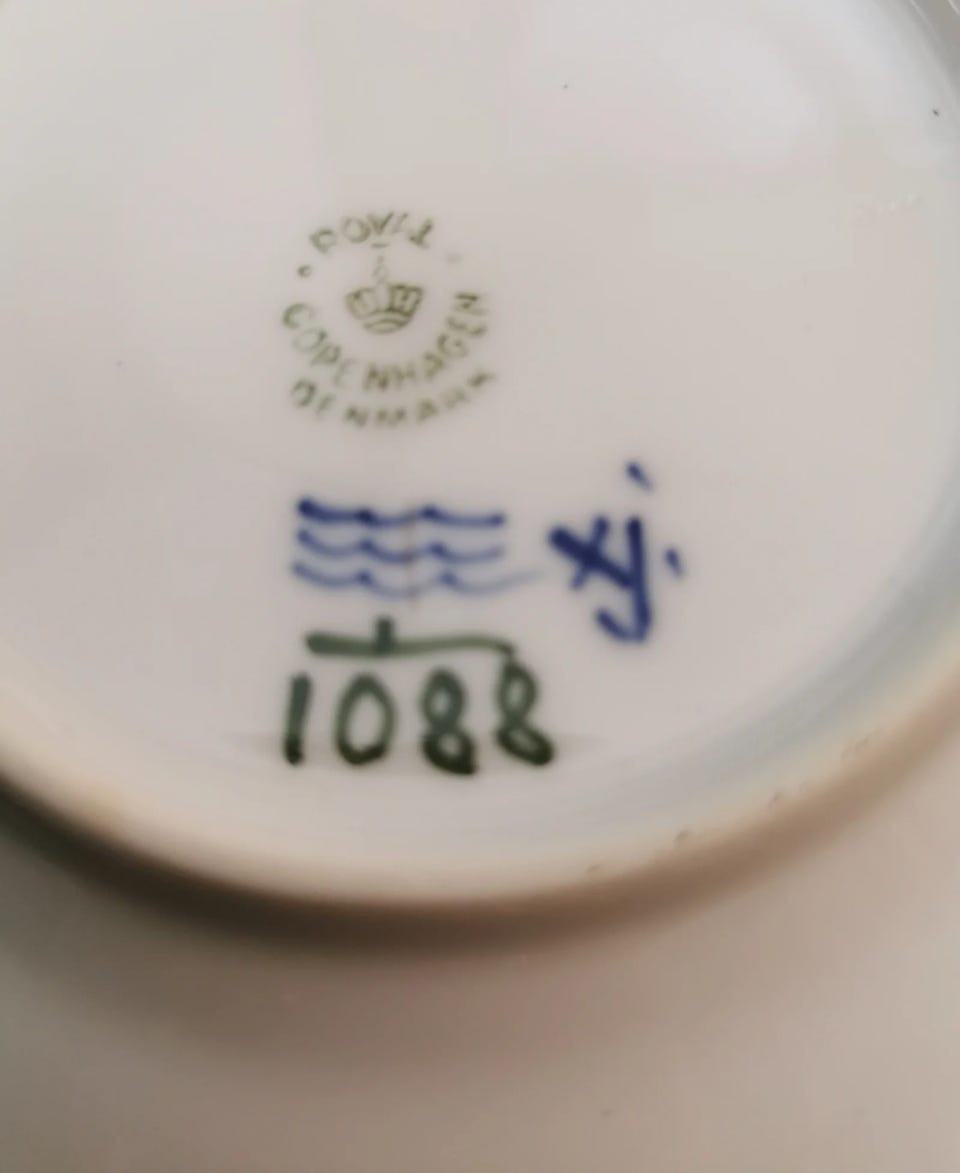 ROYAL
COPENHAGEN
DENMARK
1088